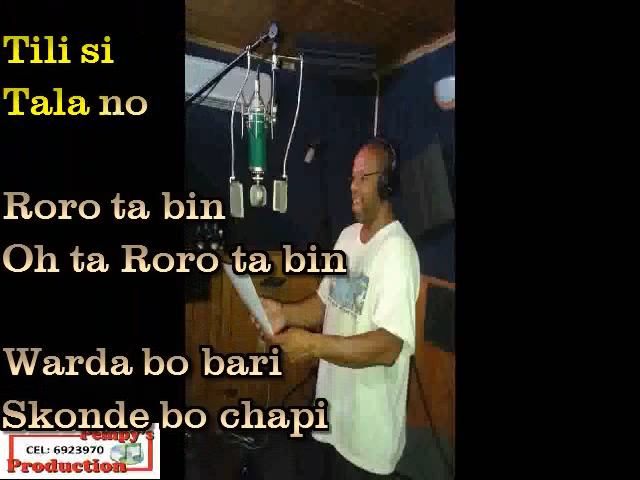 Tili si
Tala no
Roro ta bin
Oh ta Roro ta bin
Warda bo bari
Skonde bo chapi
Pempy's
CEL: 6923970
Production